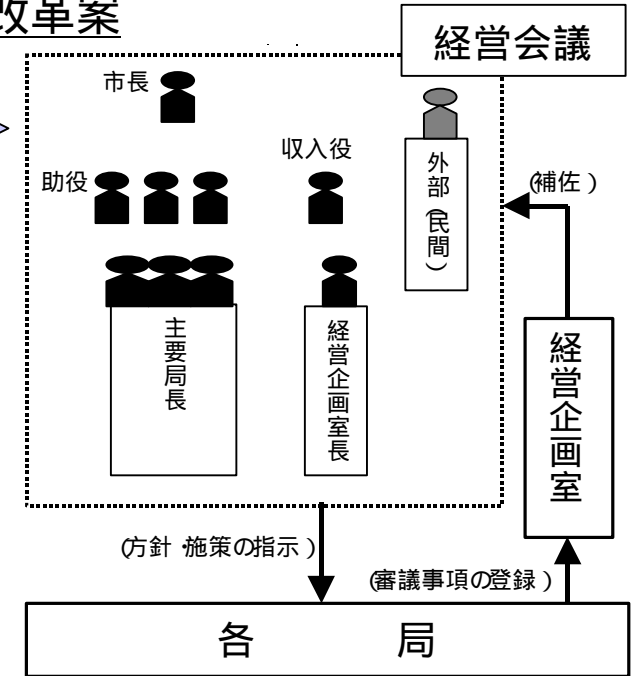 改革案
経営会議
市長
助役
収入役
外部(民間)
(補佐)
主要局長
経営企画室長
経営企画室
(方針・施策の指示)
(審議事項の登録)
各　局